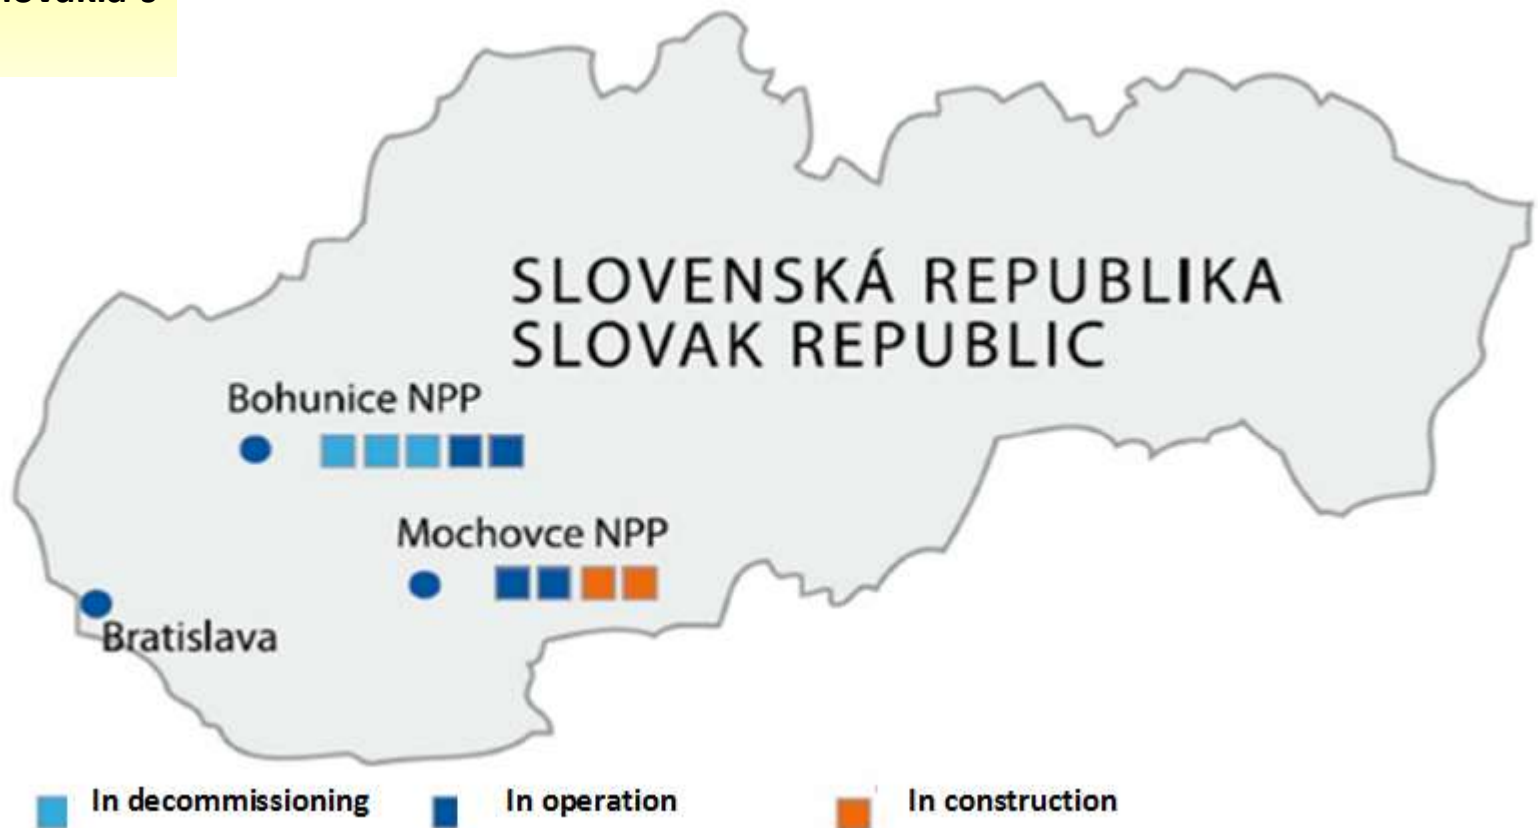 SLOVENSKÁ REPUBLIKA
SLOVAK REPUBLIC
Bohunice NPP
Mochovce NPP
Bratislava
In decommissioning In operation In construction